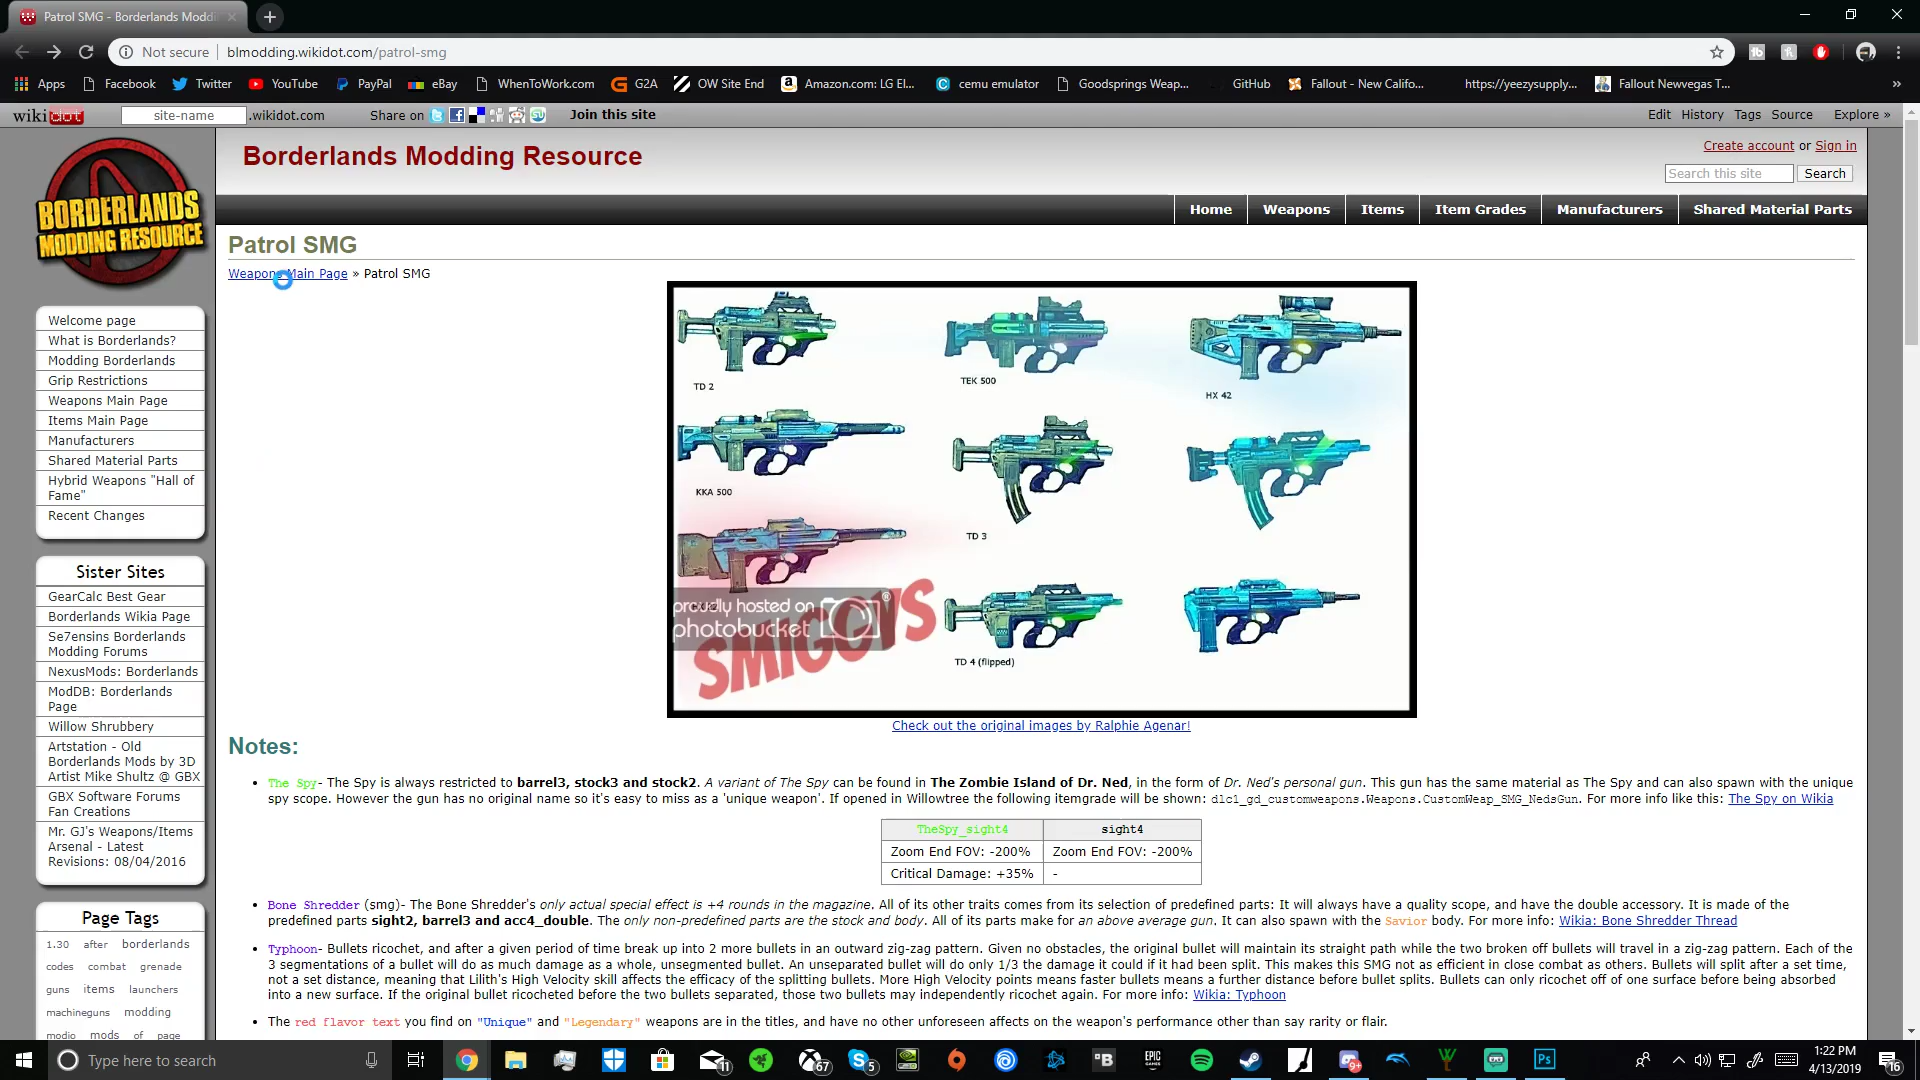 Patrol SMG - Borderlands Moddi
Not secure | blmodding.wikidot.com/patrol-smg
Apps Facebook Twitter YouTube PayPal eBay WhenToWork.com G2A OW Site End Amazon.com: LG El... cemu emulator Goodsprings Weap... GitHub Fallout - New Califo... https://yeezysupply... Fallout Newvegas T... »
wikidot site-name .wikidot.com Share on Join this site Edit History Tags Source Explore »
Borderlands Modding Resource
Create account or Sign in
Search this site Search
BORDERLANDS
MODDING RESOURCE
Home Weapons Items Item Grades Manufacturers Shared Material Parts
Patrol SMG
Weapons Main Page » Patrol SMG
Welcome page
What is Borderlands?
Modding Borderlands
Grip Restrictions
Weapons Main Page
Items Main Page
Manufacturers
Shared Material Parts
Hybrid Weapons "Hall of
Fame"
Recent Changes
Sister Sites
GearCalc Best Gear
Borderlands Wikia Page
Se7ensins Borderlands
Modding Forums
NexusMods: Borderlands
ModDB: Borderlands
Page
Willow Shrubbery
Artstation - Old
Borderlands Mods by 3D
Artist Mike Shultz @ GBX
GBX Software Forums
Fan Creations
Mr. GJ's Weapons/Items
Arsenal - Latest
Revisions: 08/04/2016
Page Tags
1.30 after borderlands
codes combat grenade
guns items launchers
machineguns modding
modio mods of page
TD 2
TEK 500
HX 42
KKA 500
TD 3
proudly hosted on
photobucket
SMIGGYS
TD 4 (flipped)
Check out the original images by Ralphie Agenar!
Notes:
• The Spy- The Spy is always restricted to barrel3, stock3 and stock2. A variant of The Spy can be found in The Zombie Island of Dr. Ned, in the form of Dr. Ned's personal gun. This gun has the same material as The Spy and can also spawn with the unique
spy scope. However the gun has no original name so it's easy to miss as a 'unique weapon'. If opened in Willowtree the following itemgrade will be shown: dlc1_gd_customweapons.Weapons.CustomWeap_SMG_NedsGun. For more info like this: The Spy on Wikia
TheSpy_sight4 sight4
Zoom End FOV: -200% Zoom End FOV: -200%
Critical Damage: +35% -
• Bone Shredder (smg)- The Bone Shredder's only actual special effect is +4 rounds in the magazine. All of its other traits comes from its selection of predefined parts: It will always have a quality scope, and have the double accessory. It is made of the
predefined parts sight2, barrel3 and acc4_double. The only non-predefined parts are the stock and body. All of its parts make for an above average gun. It can also spawn with the Savior body. For more info: Wikia: Bone Shredder Thread
• Typhoon- Bullets ricochet, and after a given period of time break up into 2 more bullets in an outward zig-zag pattern. Given no obstacles, the original bullet will maintain its straight path while the two broken off bullets will travel in a zig-zag pattern. Each of the
3 segmentations of a bullet will do as much damage as a whole, unsegmented bullet. An unseparated bullet will do only 1/3 the damage it could if it had been split. This makes this SMG not as efficient in close combat as others. Bullets will split after a set time,
not a set distance, meaning that Lilith's High Velocity skill affects the efficacy of the splitting bullets. More High Velocity points means faster bullets means a further distance before bullet splits. Bullets can only ricochet off of one surface before being absorbed
into a new surface. If the original bullet ricocheted before the two bullets separated, those two bullets may independently ricochet again. For more info: Wikia: Typhoon
• The red flavor text you find on "Unique" and "Legendary" weapons are in the titles, and have no other unforeseen affects on the weapon's performance other than say rarity or flair.
Type here to search
11
67
5
EPIC
GAMES
Ps
1:22 PM
4/13/2019
16